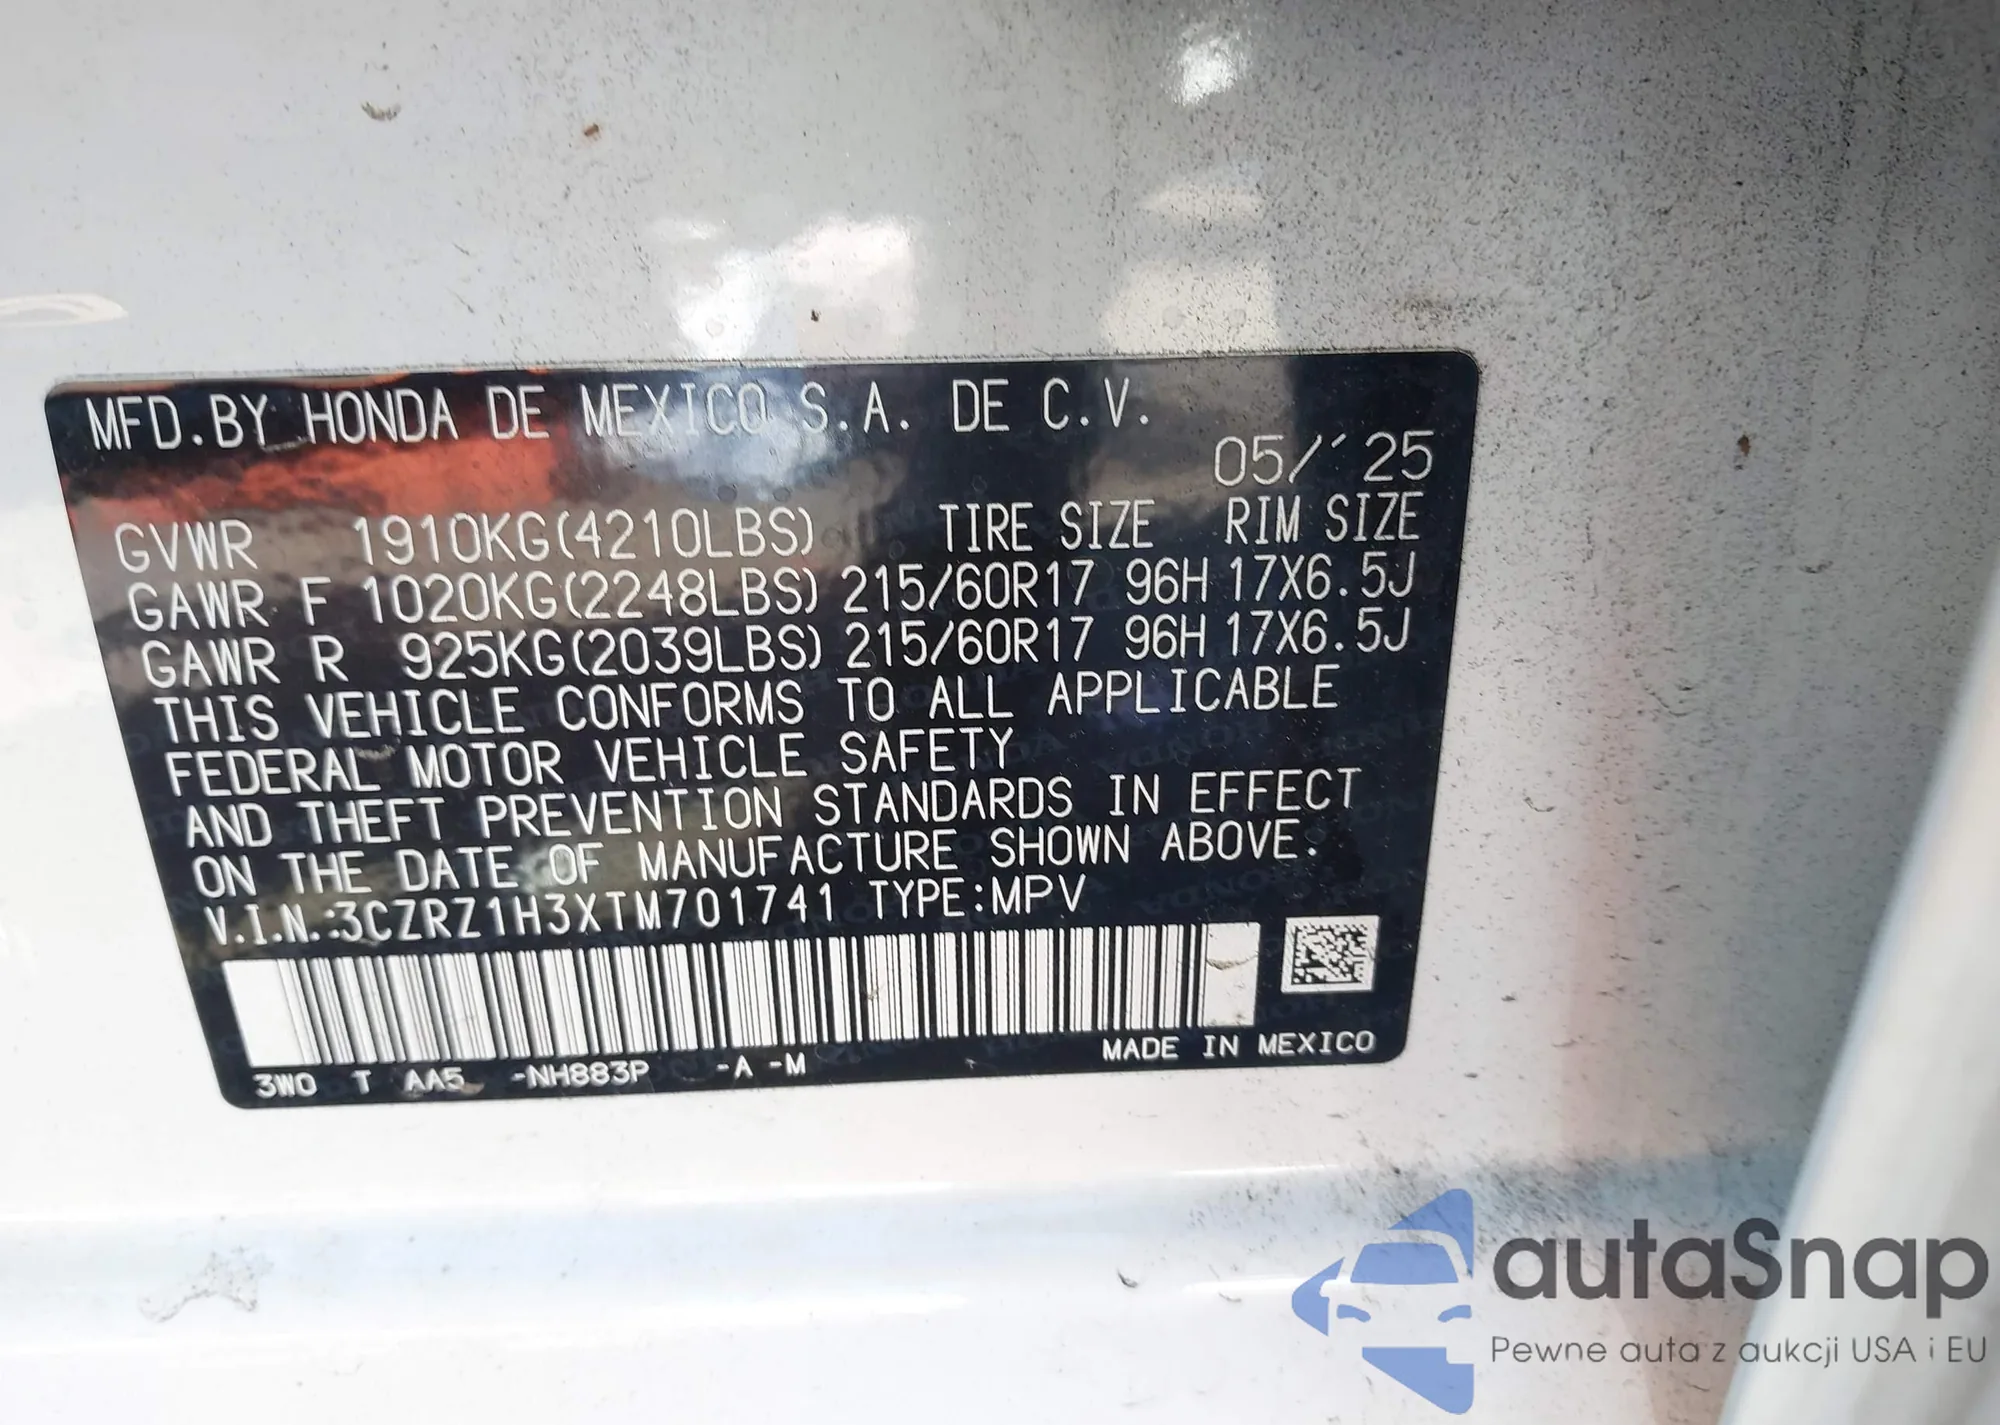 MFD.BY HONDA DE MEXICO S.A. DE C.V.
05/´25
GVWR 1910KG(4210LBS) TIRE SIZE RIM SIZE
GAWR F 1020KG(2248LBS) 215/60R17 96H 17X6.5J
GAWR R 925KG(2039LBS) 215/60R17 96H 17X6.5J
THIS VEHICLE CONFORMS TO ALL APPLICABLE
FEDERAL MOTOR VEHICLE SAFETY
AND THEFT PREVENTION STANDARDS IN EFFECT
ON THE DATE OF MANUFACTURE SHOWN ABOVE.
V.I.N.:3CZRZ1H3XTM701741 TYPE:MPV
3W0 T AA5 -NH883P -A -M MADE IN MEXICO
autaSnap
Pewne auta z aukcji USA i EU